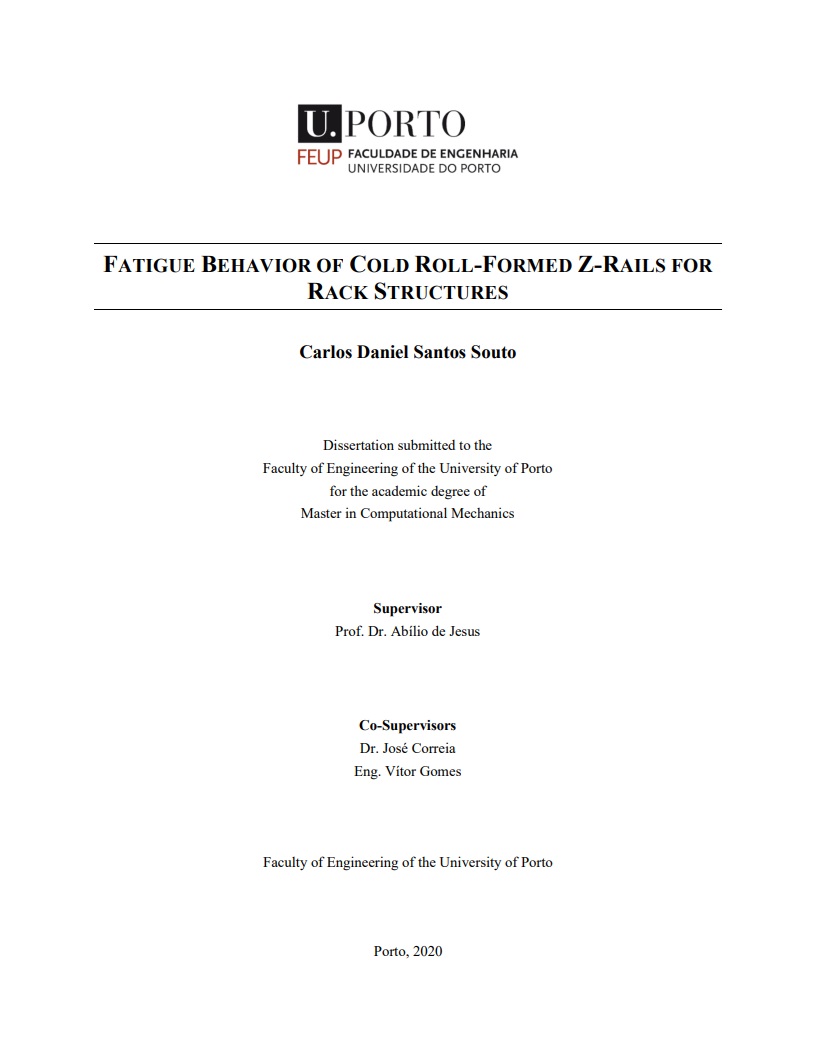 U. PORTO
FEUP FACULDADE DE ENGENHARIA
UNIVERSIDADE DO PORTO
FATIGUE BEHAVIOR OF COLD ROLL-FORMED Z-RAILS FOR
RACK STRUCTURES
Carlos Daniel Santos Souto
Dissertation submitted to the
Faculty of Engineering of the University of Porto
for the academic degree of
Master in Computational Mechanics
Supervisor
Prof. Dr. Abílio de Jesus
Co-Supervisors
Dr. José Correia
Eng. Vítor Gomes
Faculty of Engineering of the University of Porto
Porto, 2020